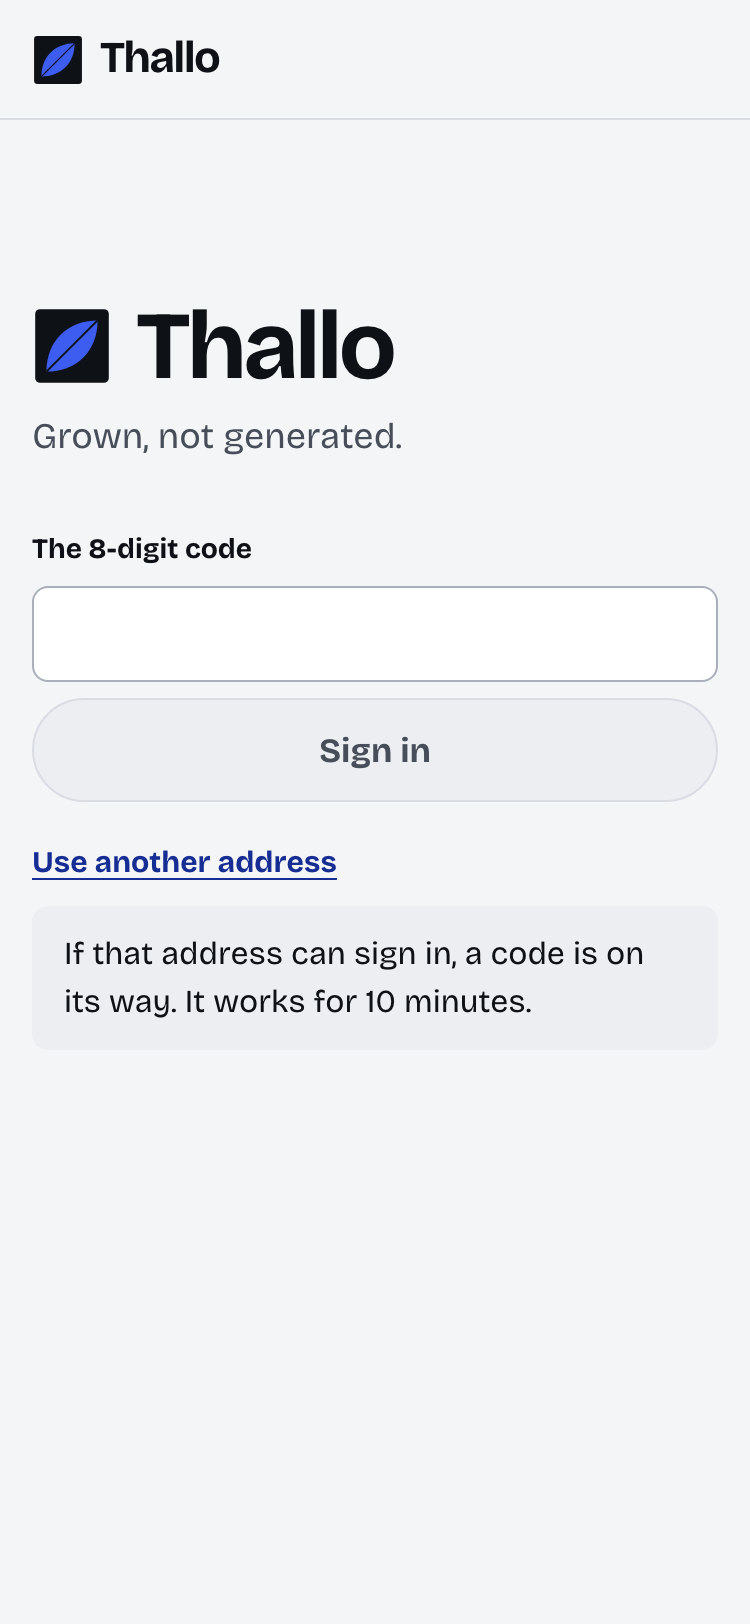 Thallo
Thallo
Grown, not generated.
The 8-digit code
Sign in
Use another address
If that address can sign in, a code is on
its way. It works for 10 minutes.